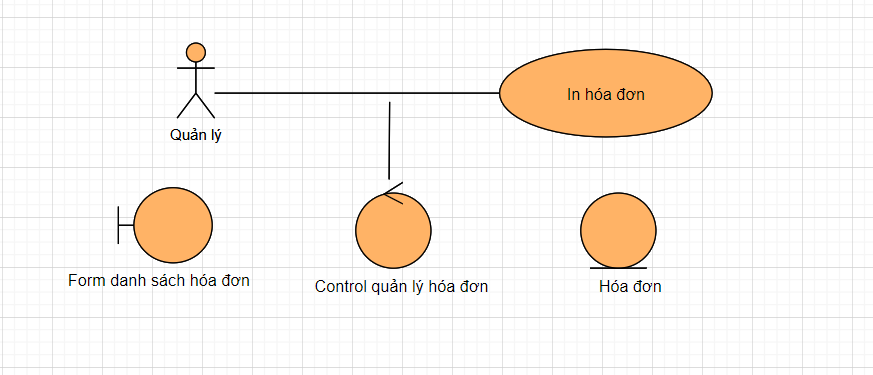 In hóa đơn
Quản lý
Form danh sách hóa đơn
Control quản lý hóa đơn
Hóa đơn